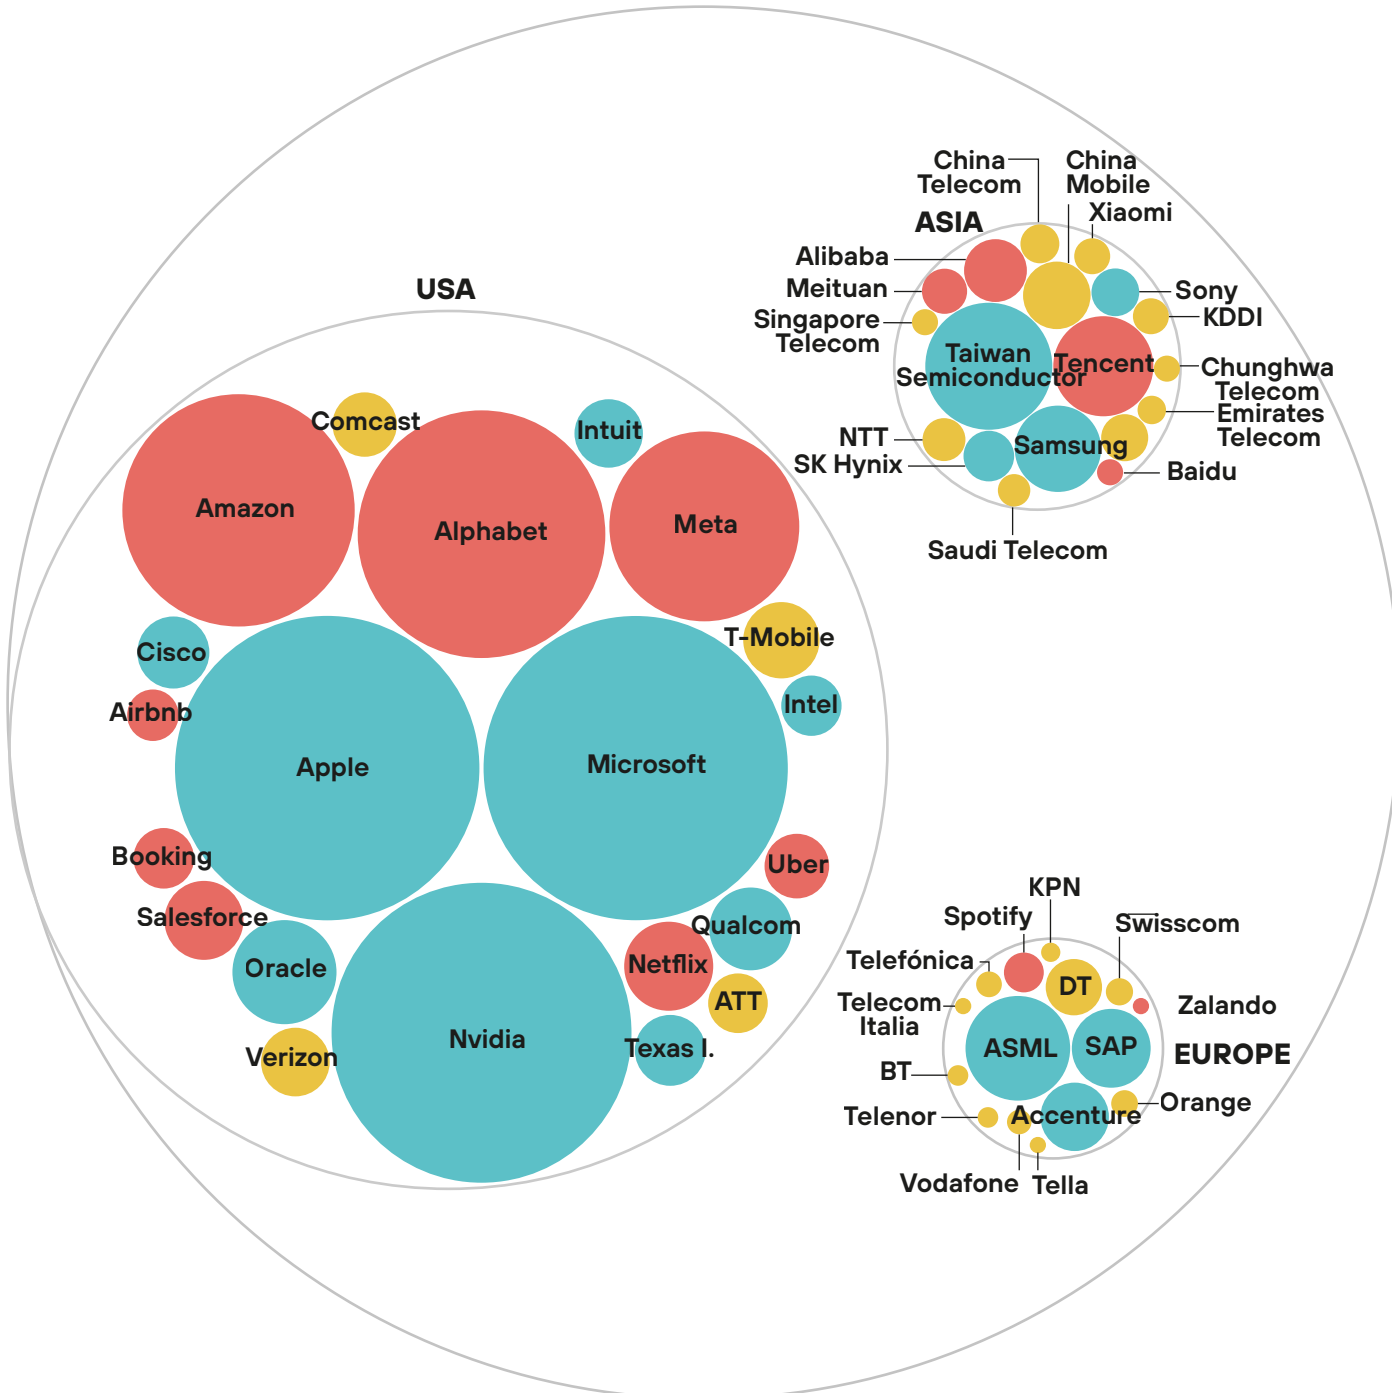 China
Telecom
China
Mobile
Xiaomi
ASIA
Alibaba
Meituan
Singapore
Telecom
Sony
KDDI
Taiwan
Semiconductor
Tencent
Chunghwa
Telecom
Emirates
Telecom
NTT
SK Hynix
Samsung
Baidu
Saudi Telecom
USA
Comcast
Intuit
Amazon
Alphabet
Meta
Cisco
T-Mobile
Airbnb
Intel
Apple
Microsoft
Booking
Uber
Salesforce
Qualcom
Oracle
Netflix
ATT
Verizon
Nvidia
Texas I.
KPN
Spotify
Swisscom
Telefónica
DT
Telecom
Italia
Zalando
ASML
SAP
EUROPE
BT
Telenor
Accenture
Orange
Vodafone
Tella